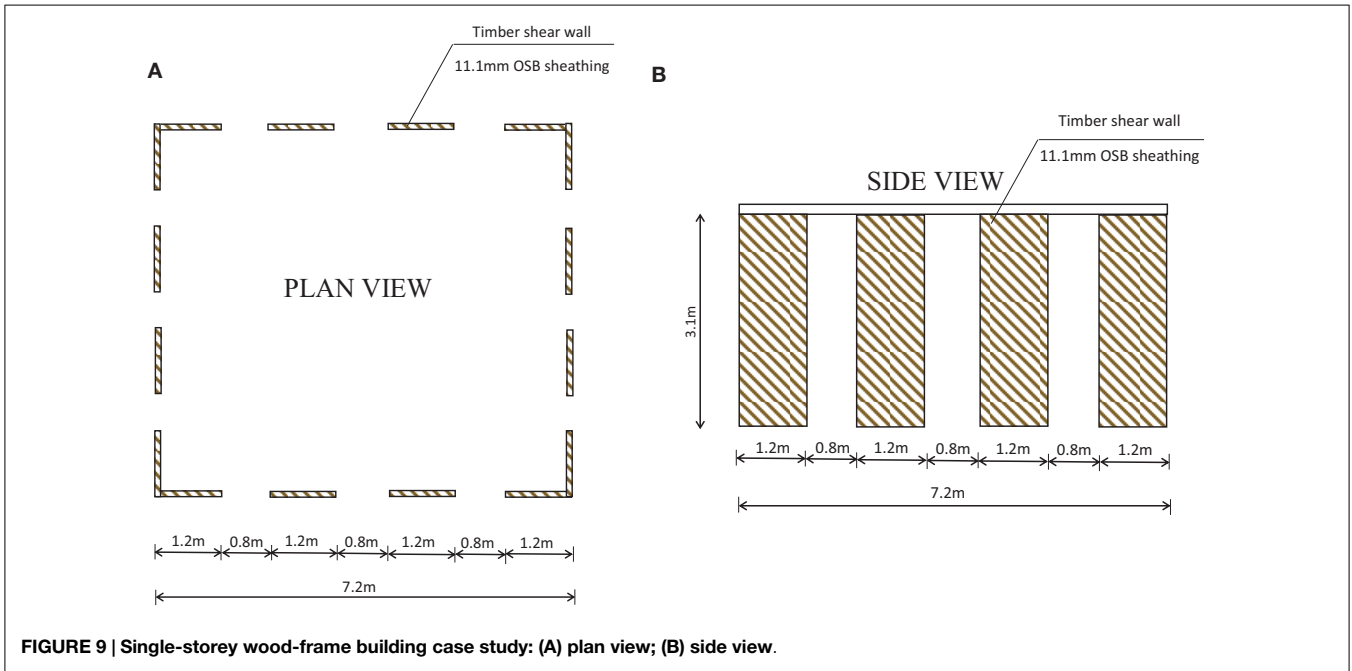 A
Timber shear wall
11.1mm OSB sheathing
PLAN VIEW
1.2m 0.8m 1.2m 0.8m 1.2m 0.8m 1.2m
7.2m
B
Timber shear wall
11.1mm OSB sheathing
SIDE VIEW
3.1m
1.2m 0.8m 1.2m 0.8m 1.2m 0.8m 1.2m
7.2m
FIGURE 9 | Single-storey wood-frame building case study: (A) plan view; (B) side view.